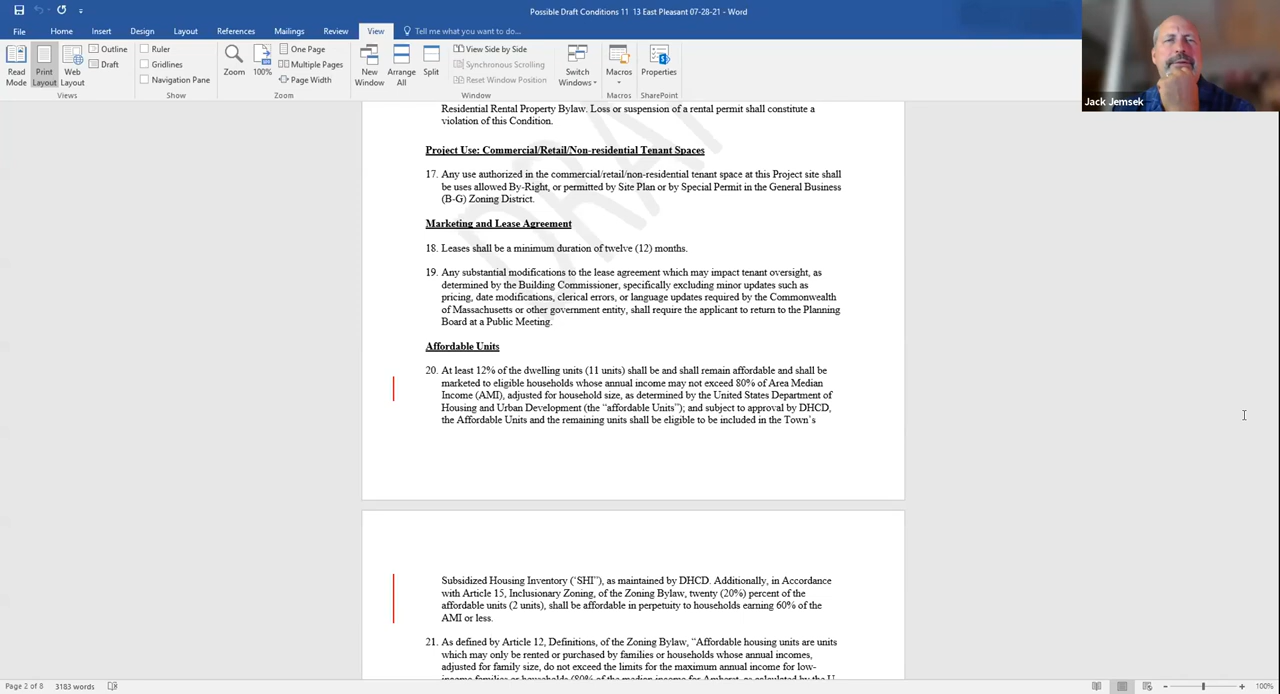 Possible Draft Conditions 11 13 East Pleasant 07-28-21 - Word
File Home Insert Draw Design Layout References Mailings Review View Tell me what you want to do...
Read Mode
Print Layout
Web Layout
Outline
Draft
Views
Ruler
Gridlines
Navigation Pane
Show
Zoom
100%
One Page
Multiple Pages
Page Width
Zoom
New Window
Arrange All
Split
View Side by Side
Synchronous Scrolling
Reset Window Position
Window
Switch Windows
Macros
Macros
Properties
SharePoint
Jack Jemsek
DRAF
Residential Rental Property Bylaw. Loss or suspension of a rental permit shall constitute a
violation of this Condition.
Project Use: Commercial/Retail/Non-residential Tenant Spaces
17. Any use authorized in the commercial/retail/non-residential tenant space at this Project site shall
be uses allowed By-Right, or permitted by Site Plan or by Special Permit in the General Business
(B-G) Zoning District.
Marketing and Lease Agreement
18. Leases shall be a minimum duration of twelve (12) months.
19. Any substantial modifications to the lease agreement which may impact tenant oversight, as
determined by the Building Commissioner, specifically excluding minor updates such as
pricing, date modifications, clerical errors, or language updates required by the Commonwealth
of Massachusetts or other government entity, shall require the applicant to return to the Planning
Board at a Public Meeting.
Affordable Units
20. At least 12% of the dwelling units (11 units) shall be and shall remain affordable and shall be
marketed to eligible households whose annual income may not exceed 80% of Area Median
Income (AMI), adjusted for household size, as determined by the United States Department of
Housing and Urban Development (the “affordable Units”); and subject to approval by DHCD,
the Affordable Units and the remaining units shall be eligible to be included in the Town’s
Subsidized Housing Inventory (‘SHI”), as maintained by DHCD. Additionally, in Accordance
with Article 15, Inclusionary Zoning, of the Zoning Bylaw, twenty (20%) percent of the
affordable units (2 units), shall be affordable in perpetuity to households earning 60% of the
AMI or less.
21. As defined by Article 12, Definitions, of the Zoning Bylaw, “Affordable housing units are units
which may only be rented or purchased by families or households whose annual incomes,
adjusted for family size, do not exceed the limits for the maximum annual income for low-
income families or households (80% of the median income for Amherst, as calculated by the U.
Page 2 of 8 3183 words
100%